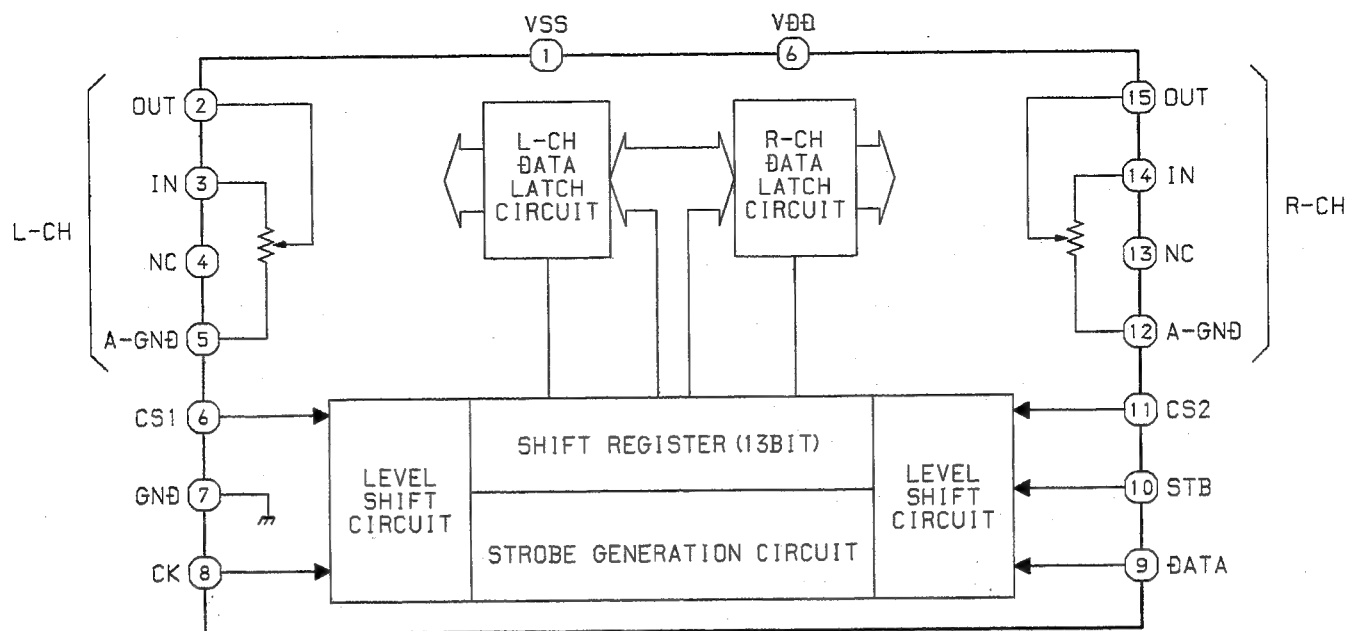 VSS
1
VDD
6
OUT 2
IN 3
L-CH
NC 4
A-GND 5
CS1 6
GND 7
CK 8
L-CH
DATA
LATCH
CIRCUIT
R-CH
DATA
LATCH
CIRCUIT
15 OUT
14 IN
R-CH
13 NC
12 A-GND
11 CS2
10 STB
9 DATA
LEVEL
SHIFT
CIRCUIT
SHIFT REGISTER (13BIT)
STROBE GENERATION CIRCUIT
LEVEL
SHIFT
CIRCUIT